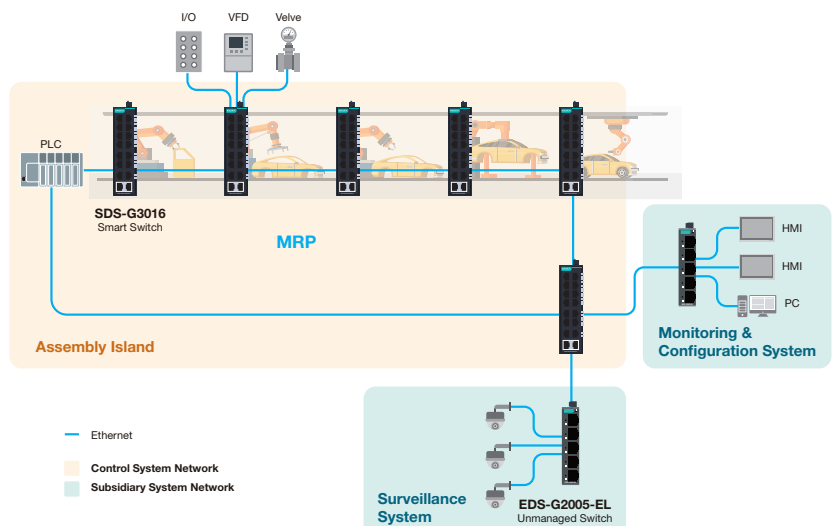 I/O
VFD
Velve
PLC
SDS-G3016
Smart Switch
MRP
HMI
HMI
PC
Monitoring &
Configuration System
Assembly Island
Ethernet
Control System Network
Subsidiary System Network
Surveillance
System
EDS-G2005-EL
Unmanaged Switch